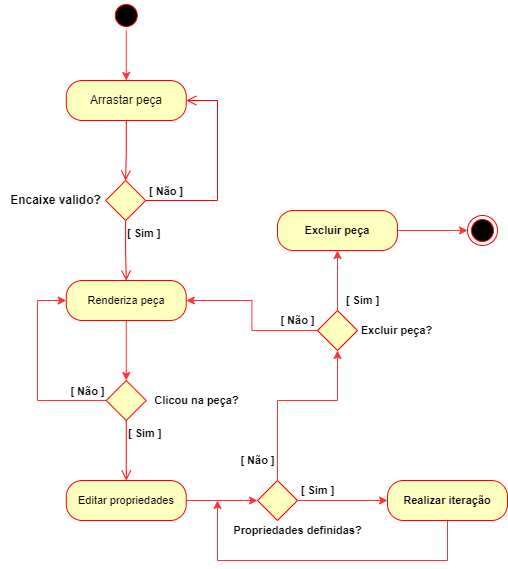 Arrastar peça
[ Não ]
Encaixe valido?
[ Sim ]
Excluir peça
Renderiza peça
[ Sim ]
[ Não ]
Excluir peça?
[ Não ]
Clicou na peça?
[ Sim ]
[ Não ]
[ Sim ]
Editar propriedades
Realizar iteração
Propriedades definidas?